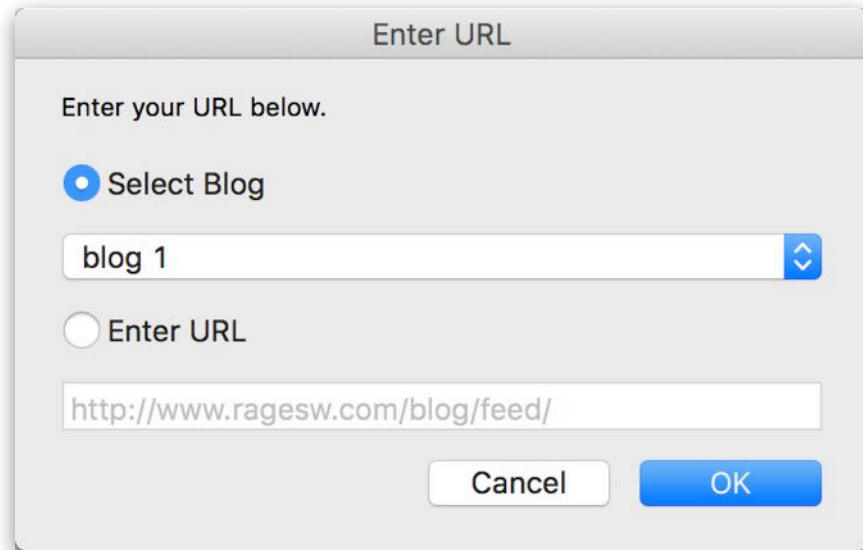 Enter URL
Enter your URL below.
Select Blog
blog 1
Enter URL
http://www.ragesw.com/blog/feed/
Cancel OK